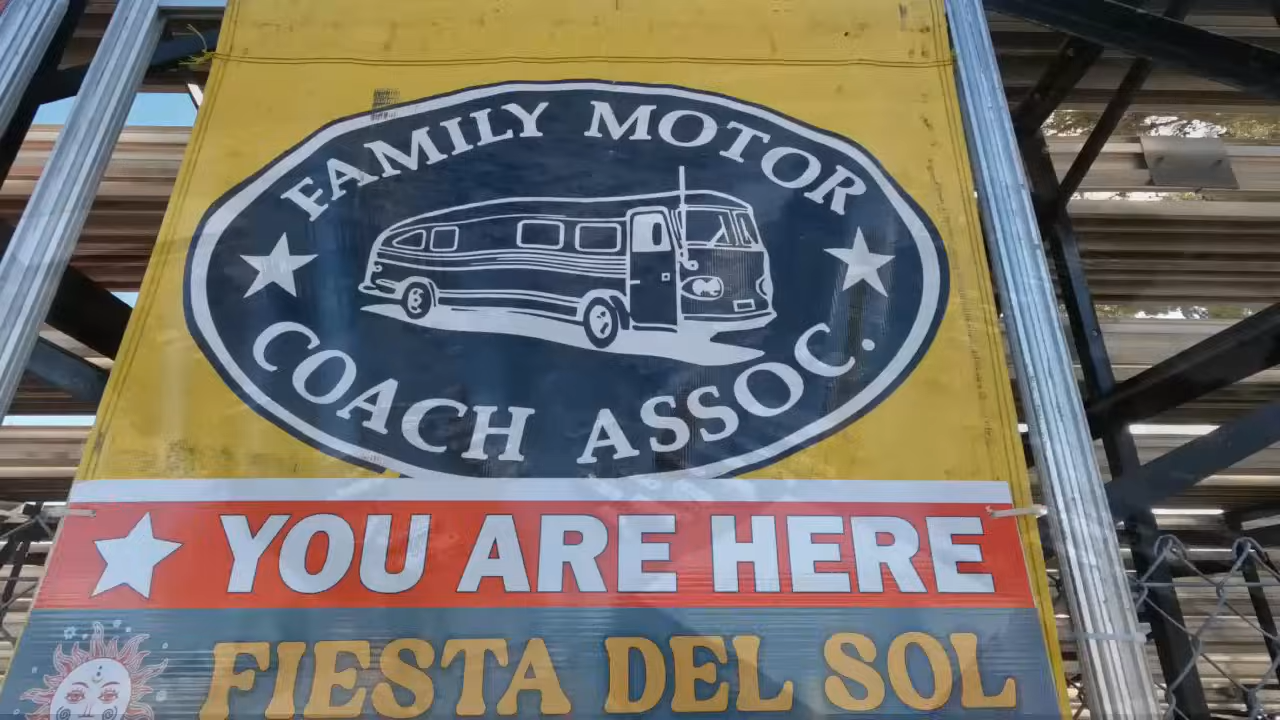 FAMILY MOTOR
COACH ASSOC.
YOU ARE HERE
FIESTA DEL SOL